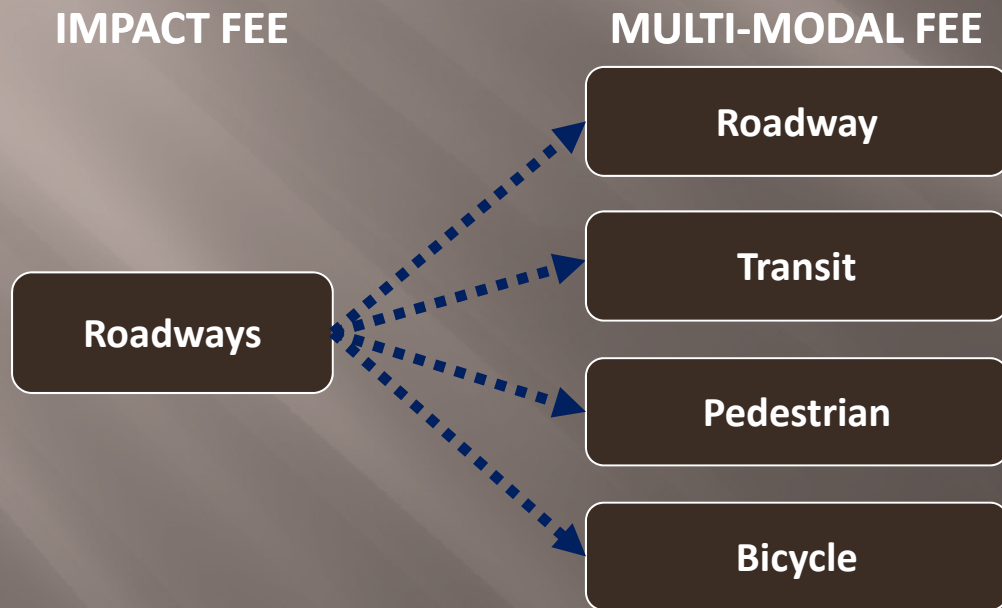 IMPACT FEE
MULTI-MODAL FEE
Roadways
Roadway
Transit
Pedestrian
Bicycle